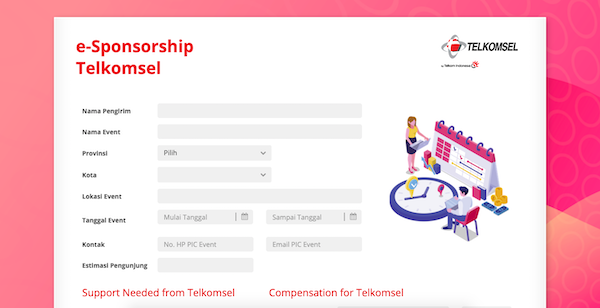 e-Sponsorship
Telkomsel
TELKOMSEL
by Telkom Indonesia
Nama Pengirim
Nama Event
Provinsi
Pilih
Kota
Lokasi Event
Tanggal Event
Mulai Tanggal
Sampai Tanggal
Kontak
No. HP PIC Event
Email PIC Event
Estimasi Pengunjung
Support Needed from Telkomsel
Compensation for Telkomsel